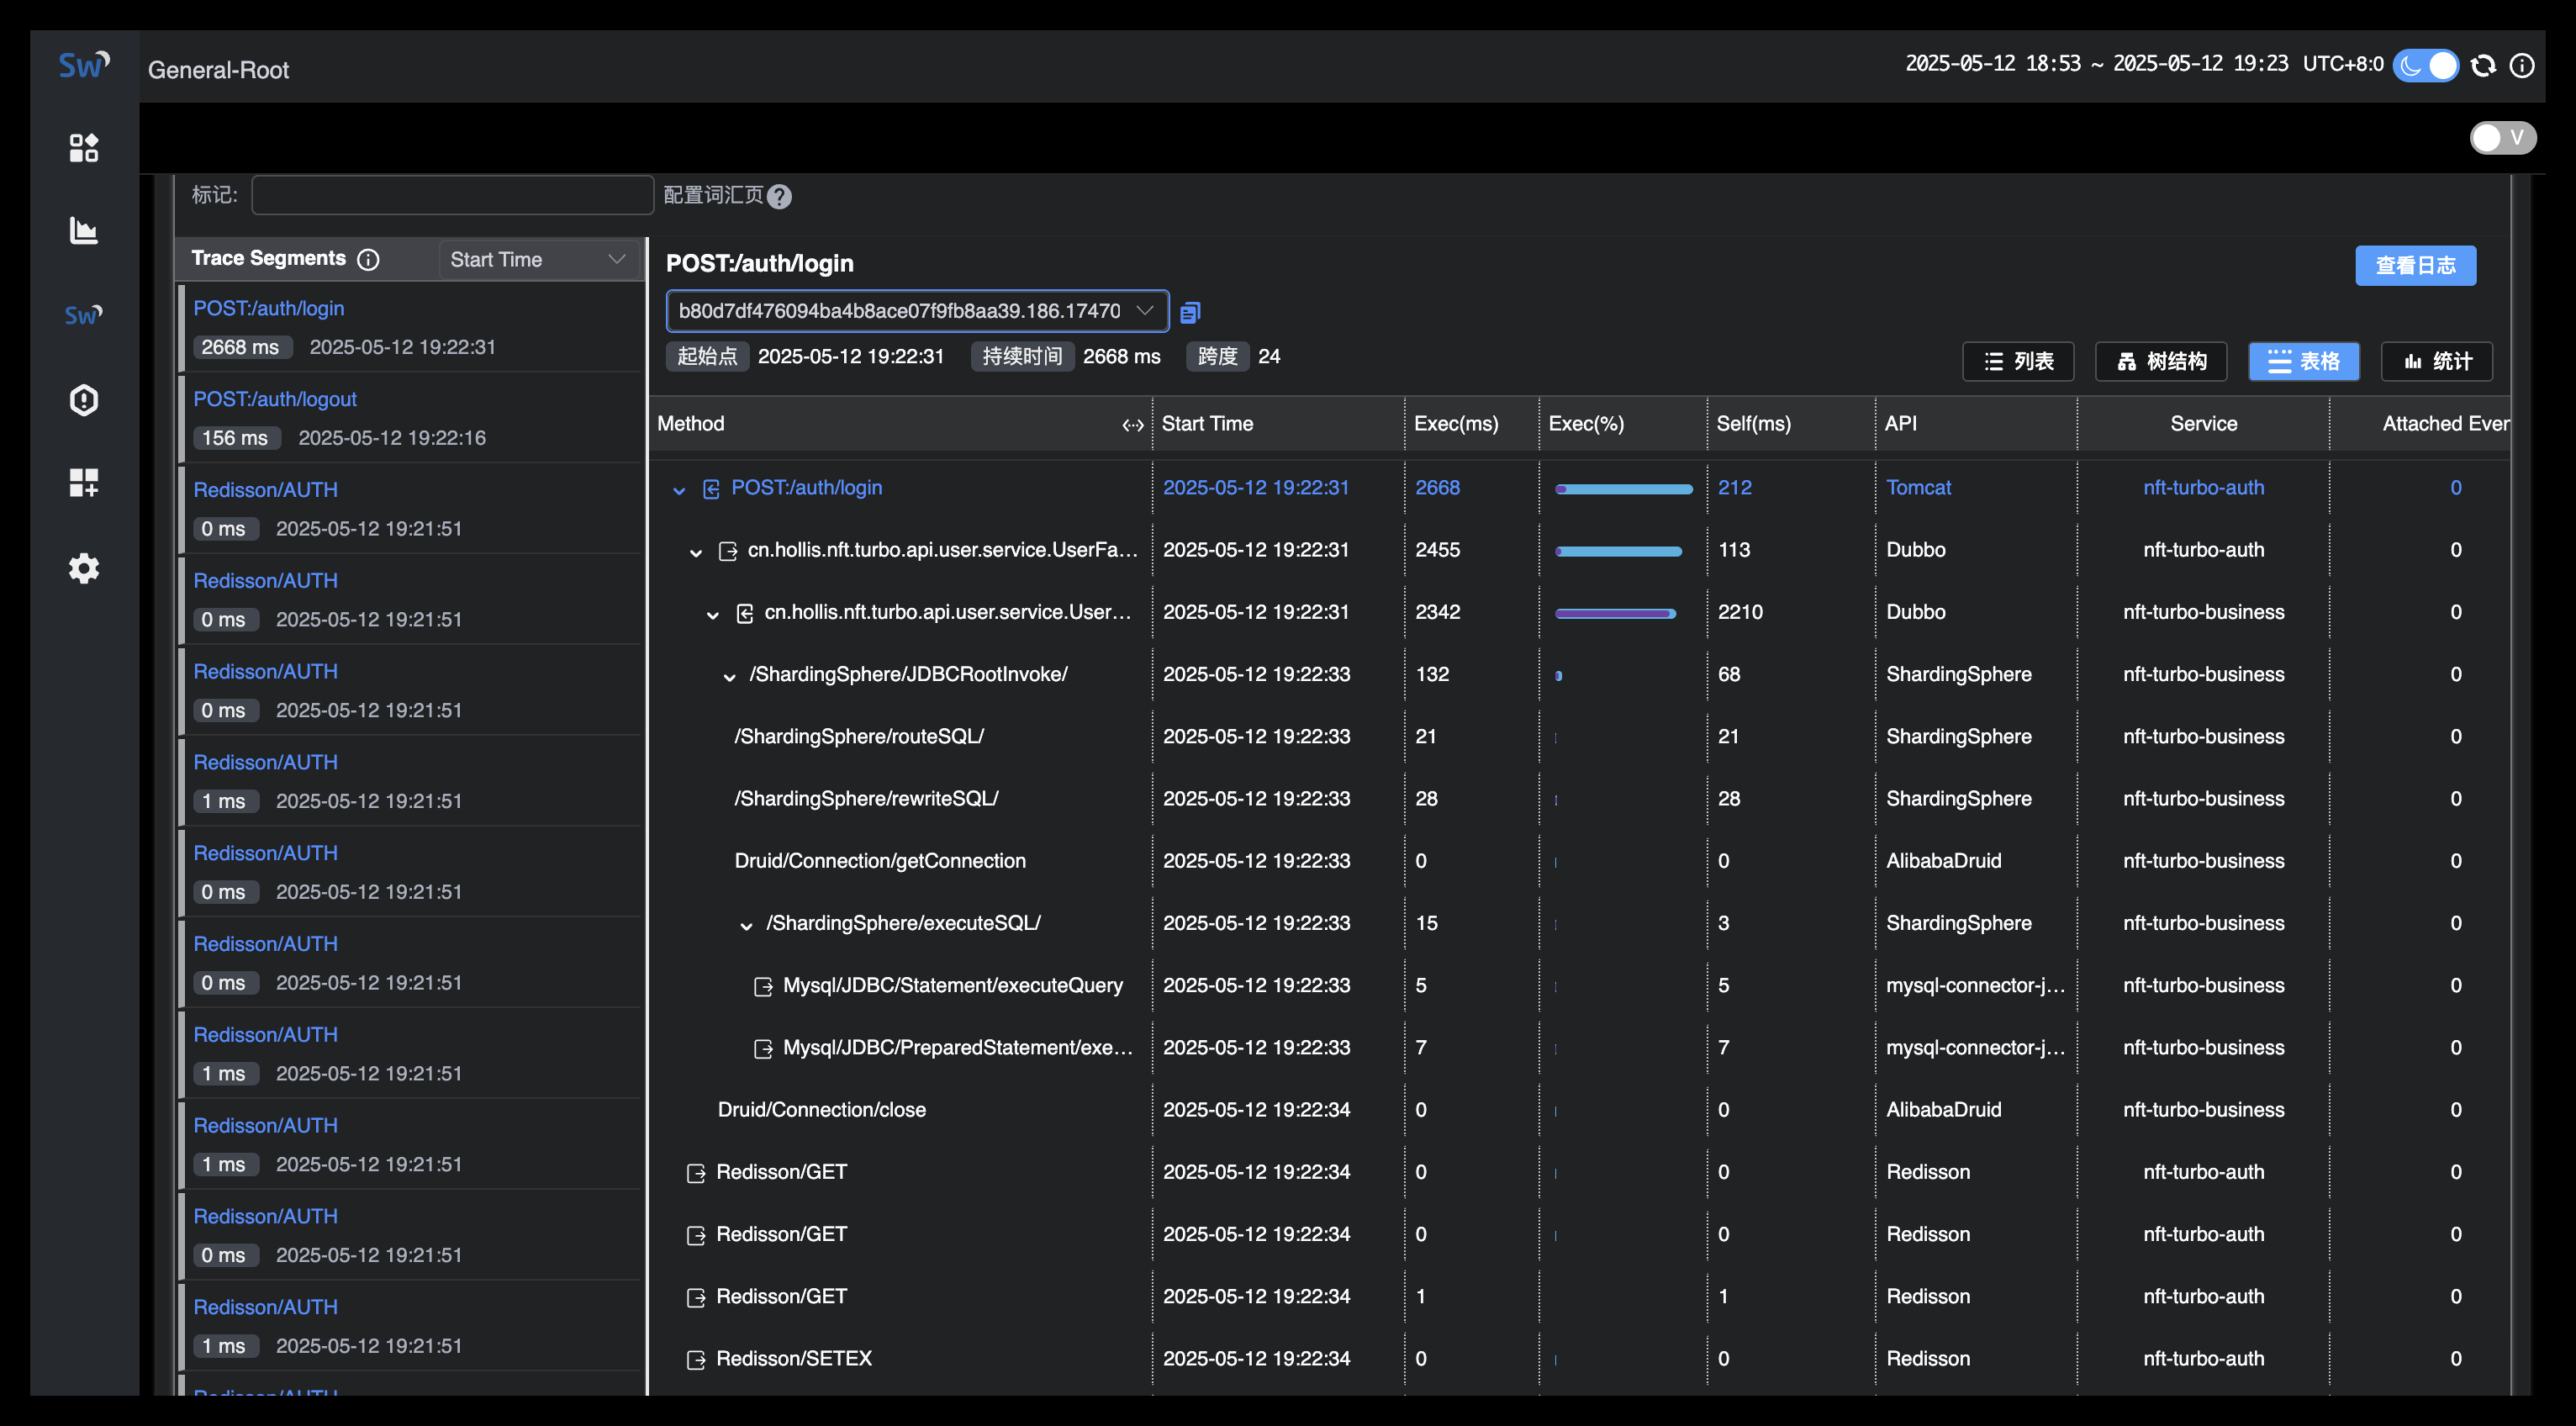 Sw
General-Root
2025-05-12 18:53 ~ 2025-05-12 19:23 UTC+8:0
V
标记:
配置词汇页
Trace Segments
Start Time
POST:/auth/login
2668 ms 2025-05-12 19:22:31
POST:/auth/logout
156 ms 2025-05-12 19:22:16
Redisson/AUTH
0 ms 2025-05-12 19:21:51
Redisson/AUTH
0 ms 2025-05-12 19:21:51
Redisson/AUTH
0 ms 2025-05-12 19:21:51
Redisson/AUTH
1 ms 2025-05-12 19:21:51
Redisson/AUTH
0 ms 2025-05-12 19:21:51
Redisson/AUTH
0 ms 2025-05-12 19:21:51
Redisson/AUTH
1 ms 2025-05-12 19:21:51
Redisson/AUTH
1 ms 2025-05-12 19:21:51
Redisson/AUTH
0 ms 2025-05-12 19:21:51
Redisson/AUTH
1 ms 2025-05-12 19:21:51
Redisson/AUTH
Sw
POST:/auth/login
查看日志
b80d7df476094ba4b8ace07f9fb8aa39.186.17470
起始点 2025-05-12 19:22:31 持续时间 2668 ms 跨度 24
列表 树结构 表格 统计
Method Start Time Exec(ms) Exec(%) Self(ms) API Service Attached Ever
POST:/auth/login 2025-05-12 19:22:31 2668 212 Tomcat nft-turbo-auth 0
cn.hollis.nft.turbo.api.user.service.UserFa... 2025-05-12 19:22:31 2455 113 Dubbo nft-turbo-auth 0
cn.hollis.nft.turbo.api.user.service.User... 2025-05-12 19:22:31 2342 2210 Dubbo nft-turbo-business 0
/ShardingSphere/JDBCRootInvoke/ 2025-05-12 19:22:33 132 68 ShardingSphere nft-turbo-business 0
/ShardingSphere/routeSQL/ 2025-05-12 19:22:33 21 21 ShardingSphere nft-turbo-business 0
/ShardingSphere/rewriteSQL/ 2025-05-12 19:22:33 28 28 ShardingSphere nft-turbo-business 0
Druid/Connection/getConnection 2025-05-12 19:22:33 0 0 AlibabaDruid nft-turbo-business 0
/ShardingSphere/executeSQL/ 2025-05-12 19:22:33 15 3 ShardingSphere nft-turbo-business 0
Mysql/JDBC/Statement/executeQuery 2025-05-12 19:22:33 5 5 mysql-connector-j... nft-turbo-business 0
Mysql/JDBC/PreparedStatement/exe... 2025-05-12 19:22:33 7 7 mysql-connector-j... nft-turbo-business 0
Druid/Connection/close 2025-05-12 19:22:34 0 0 AlibabaDruid nft-turbo-business 0
Redisson/GET 2025-05-12 19:22:34 0 0 Redisson nft-turbo-auth 0
Redisson/GET 2025-05-12 19:22:34 0 0 Redisson nft-turbo-auth 0
Redisson/GET 2025-05-12 19:22:34 1 1 Redisson nft-turbo-auth 0
Redisson/SETEX 2025-05-12 19:22:34 0 0 Redisson nft-turbo-auth 0